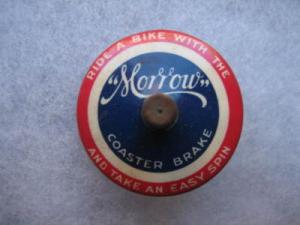 RIDE A BIKE WITH THE
"Morrow"
COASTER BRAKE
AND TAKE AN EASY SPIN